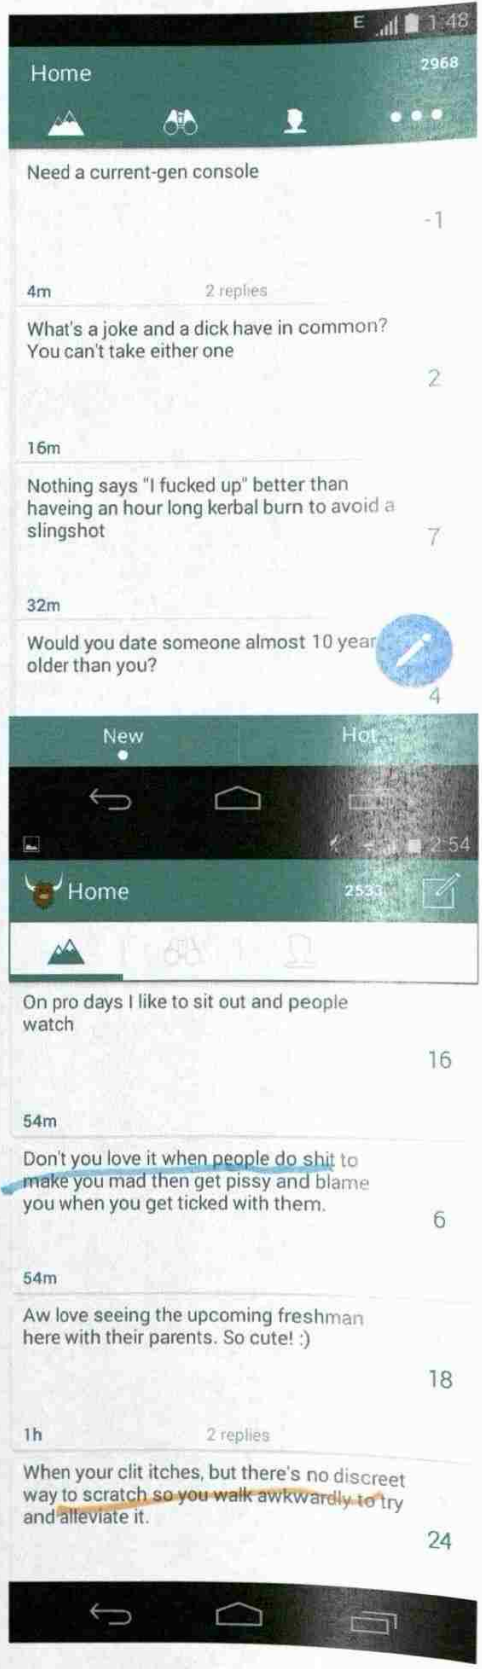 E 1:48
Home 2968
Need a current-gen console
-1
4m 2 replies
What's a joke and a dick have in common?
You can't take either one
2
16m
Nothing says "I fucked up" better than
haveing an hour long kerbal burn to avoid a
slingshot
7
32m
Would you date someone almost 10 year
older than you?
4
New Hot
2:54
Home 2533
On pro days I like to sit out and people
watch
16
54m
Don't you love it when people do shit to
make you mad then get pissy and blame
you when you get ticked with them.
6
54m
Aw love seeing the upcoming freshman
here with their parents. So cute! :)
18
1h 2 replies
When your clit itches, but there's no discreet
way to scratch so you walk awkwardly to try
and alleviate it.
24